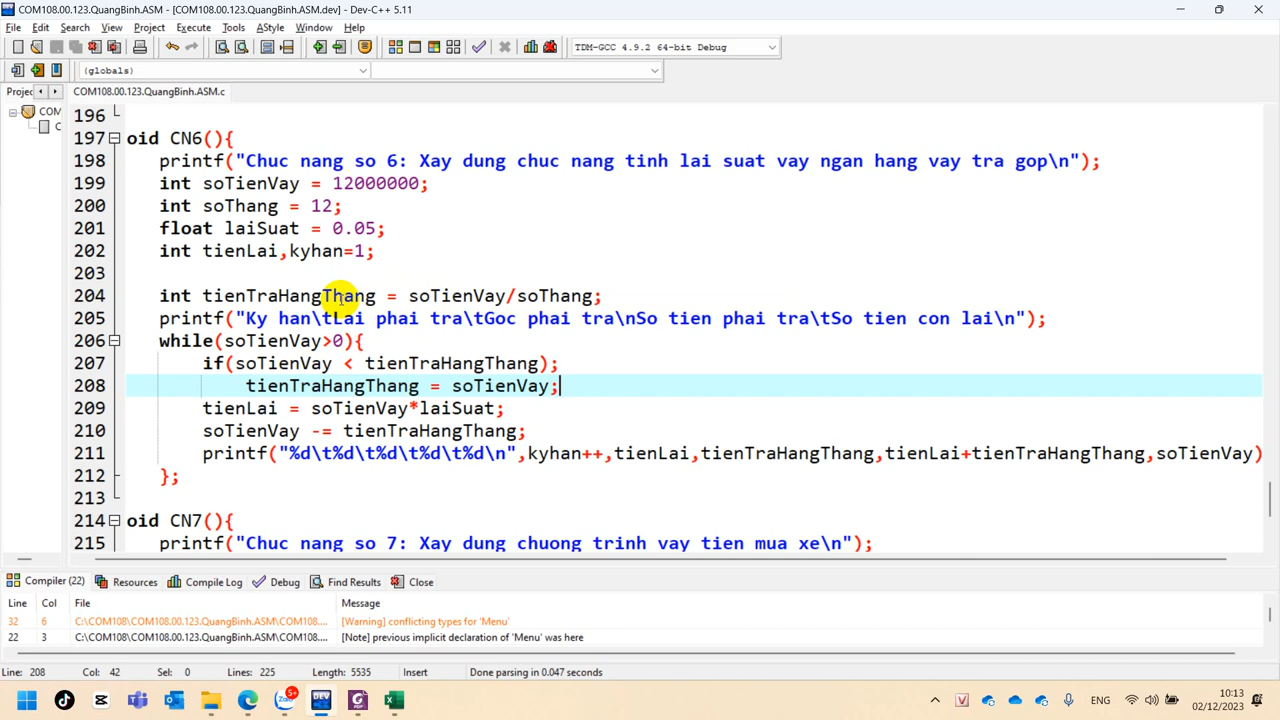 COM108.00.123.QuangBinh.ASM - [COM108.00.123.QuangBinh.ASM.dev] - Dev-C++ 5.11
File Edit Search View Project Execute Tools AStyle Window Help
TDM-GCC 4.9.2 64-bit Debug
(globals)
Projec COM108.00.123.QuangBinh.ASM.c
COM
C
196
197 oid CN6(){
198 printf("Chuc nang so 6: Xay dung chuc nang tinh lai suat vay ngan hang vay tra gop\n");
199 int soTienVay = 12000000;
200 int soThang = 12;
201 float laiSuat = 0.05;
202 int tienLai,kyhan=1;
203
204 int tienTraHangThang = soTienVay/soThang;
205 printf("Ky han\tLai phai tra\tGoc phai tra\nSo tien phai tra\tSo tien con lai\n");
206 while(soTienVay>0){
207 if(soTienVay < tienTraHangThang);
208 tienTraHangThang = soTienVay;
209 tienLai = soTienVay*laiSuat;
210 soTienVay -= tienTraHangThang;
211 printf("%d\t%d\t%d\t%d\t%d\n",kyhan++,tienLai,tienTraHangThang,tienLai+tienTraHangThang,soTienVay)
212 };
213
214 oid CN7(){
215 printf("Chuc nang so 7: Xay dung chuong trinh vay tien mua xe\n");
Compiler (22) Resources Compile Log Debug Find Results Close
Line Col File Message
32 6 C:\COM108\COM108.00.123.QuangBinh.ASM\COM108.... [Warning] conflicting types for 'Menu'
22 3 C:\COM108\COM108.00.123.QuangBinh.ASM\COM108.... [Note] previous implicit declaration of 'Menu' was here
Line: 208 Col: 42 Sel: 0 Lines: 225 Length: 5535 Insert Done parsing in 0.047 seconds
5+
DEV
V
ENG
10:13
02/12/2023